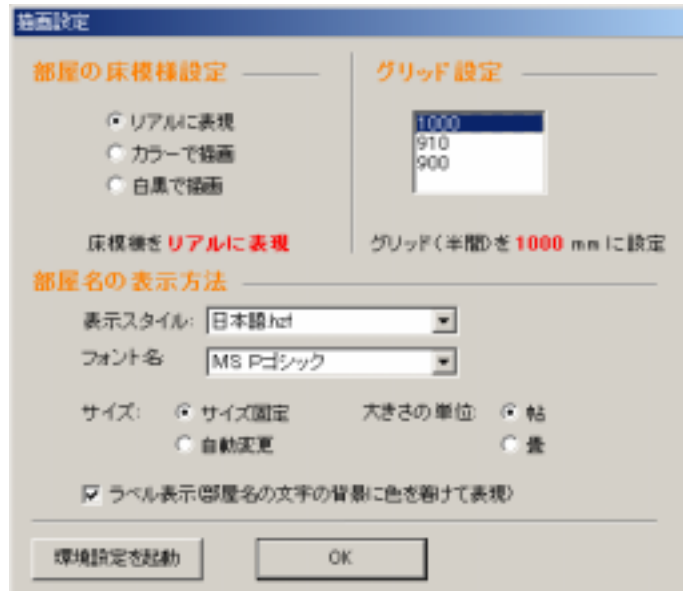 描画設定
部屋の床模様設定
リアルに表現
カラーで描画
白黒で描画
床模様を リアルに表現
グリッド設定
1000
910
900
グリッド(半間)を 1000 mm に設定
部屋名の表示方法
表示スタイル: 日本語.hzf
フォント名: MS Pゴシック
サイズ: サイズ固定
自動変更
大きさの単位: 帖
畳
ラベル表示(部屋名の文字の背景に色を着けて表現)
環境設定を起動
OK